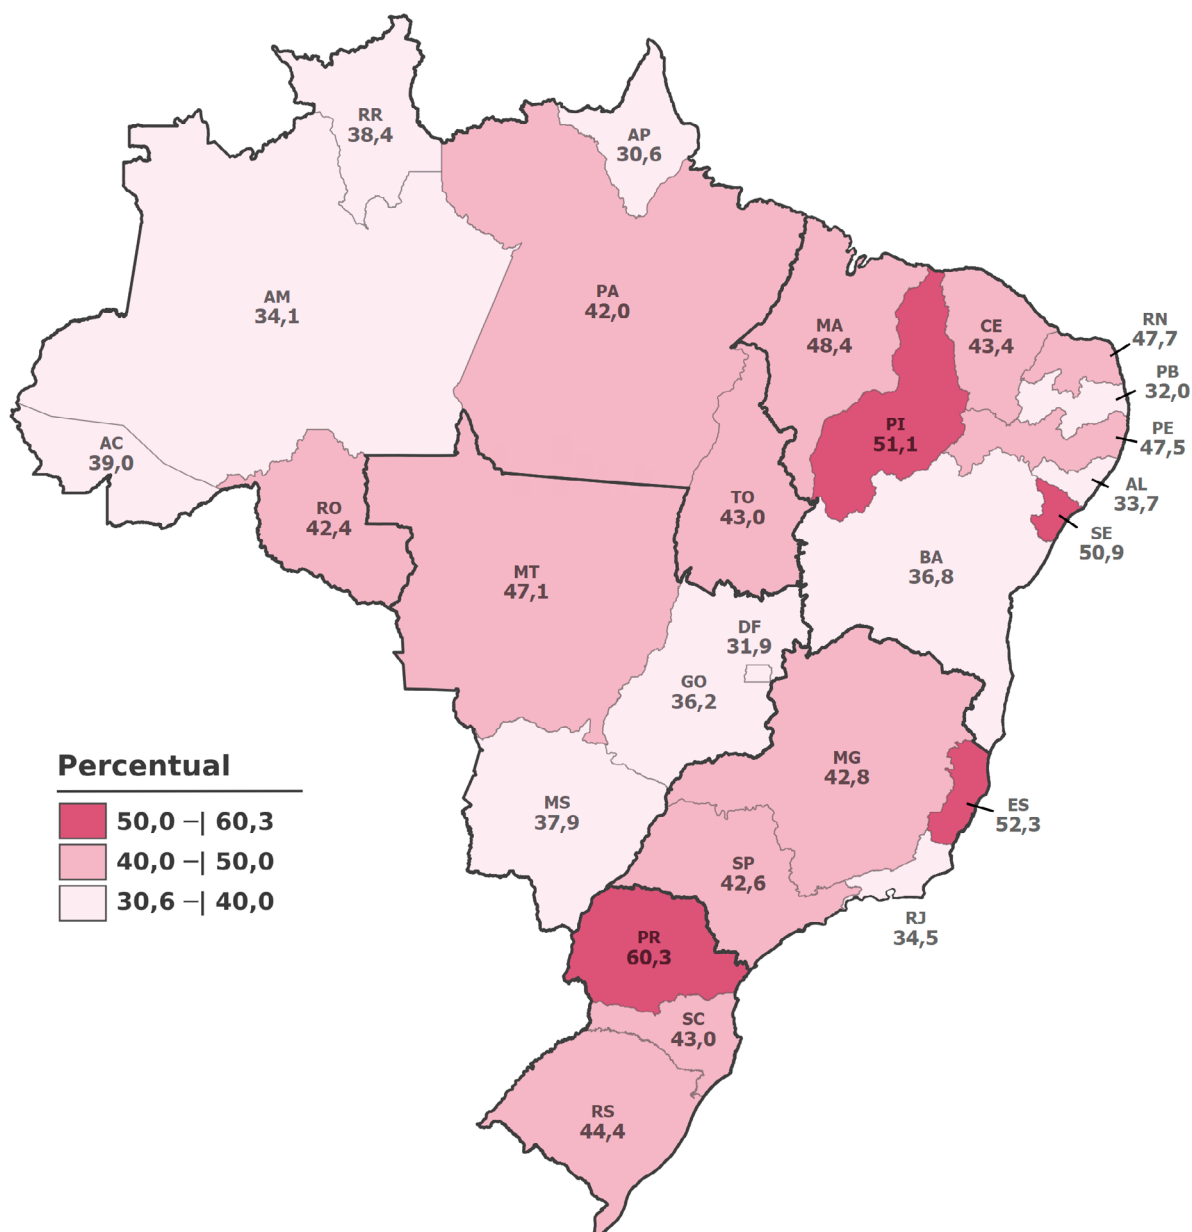 RR
38,4
AP
30,6
AM
34,1
PA
42,0
MA
48,4
CE
43,4
RN
47,7
PB
32,0
PI
51,1
PE
47,5
AC
39,0
AL
33,7
RO
42,4
TO
43,0
SE
50,9
BA
36,8
MT
47,1
DF
31,9
GO
36,2
MG
42,8
ES
52,3
MS
37,9
Percentual
50,0 –| 60,3
40,0 –| 50,0
30,6 –| 40,0
SP
42,6
RJ
34,5
PR
60,3
SC
43,0
RS
44,4